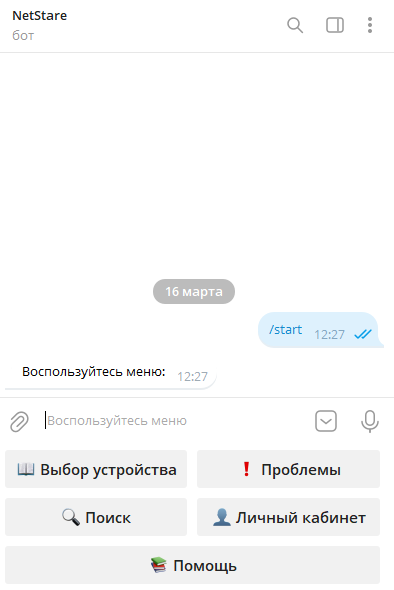 NetStare
бот
16 марта
/start 12:27
Воспользуйтесь меню: 12:27
Воспользуйтесь меню
📖 Выбор устройства
❗ Проблемы
🔍 Поиск
👤 Личный кабинет
📚 Помощь